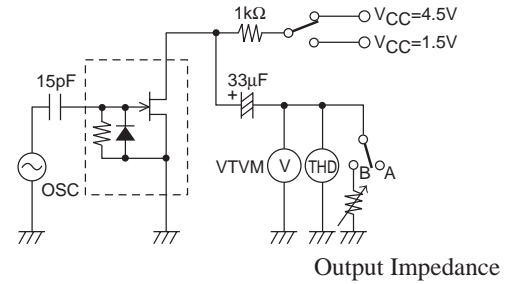 1kΩ
VCC=4.5V
VCC=1.5V
15pF
33µF
+
VTVM
V
THD
B
A
OSC
Output Impedance